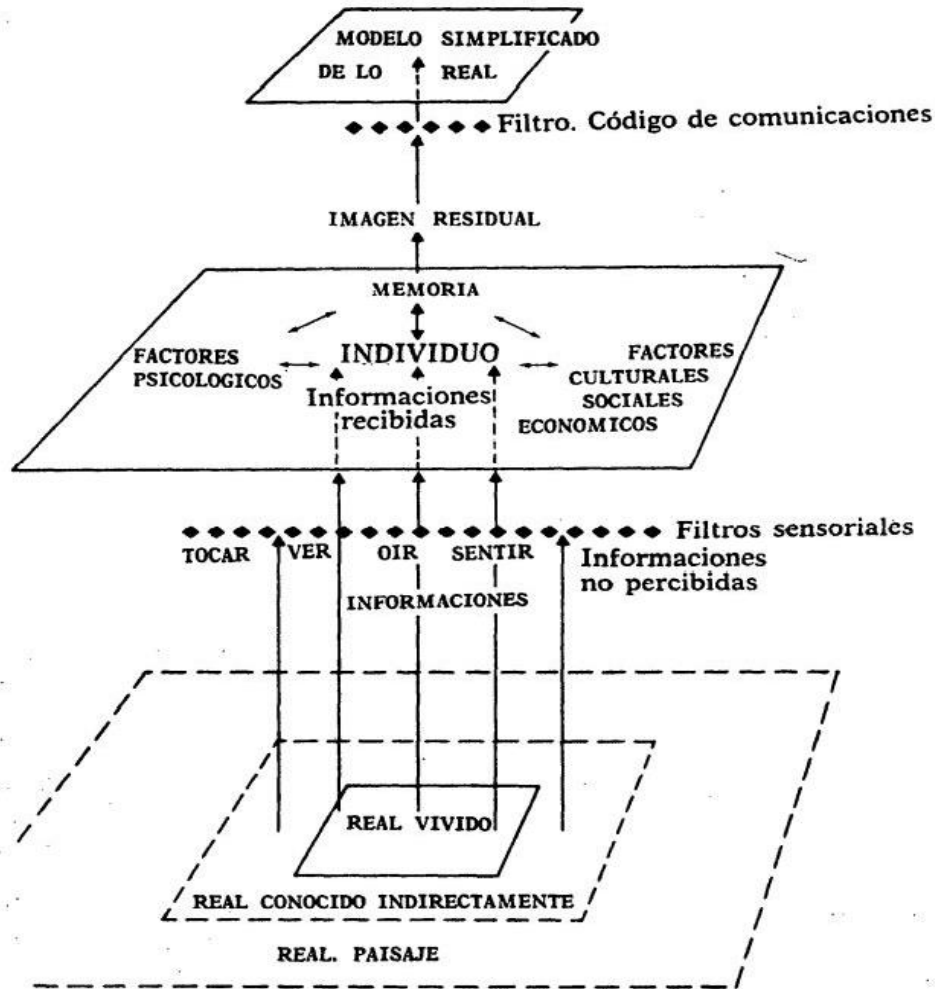 MODELO SIMPLIFICADO
DE LO REAL
Filtro. Código de comunicaciones
IMAGEN RESIDUAL
MEMORIA
FACTORES
PSICOLOGICOS
INDIVIDUO
FACTORES
CULTURALES
SOCIALES
ECONOMICOS
Informaciones
recibidas
Filtros sensoriales
TOCAR VER OIR SENTIR
Informaciones
no percibidas
INFORMACIONES
REAL VIVIDO
REAL CONOCIDO INDIRECTAMENTE
REAL. PAISAJE